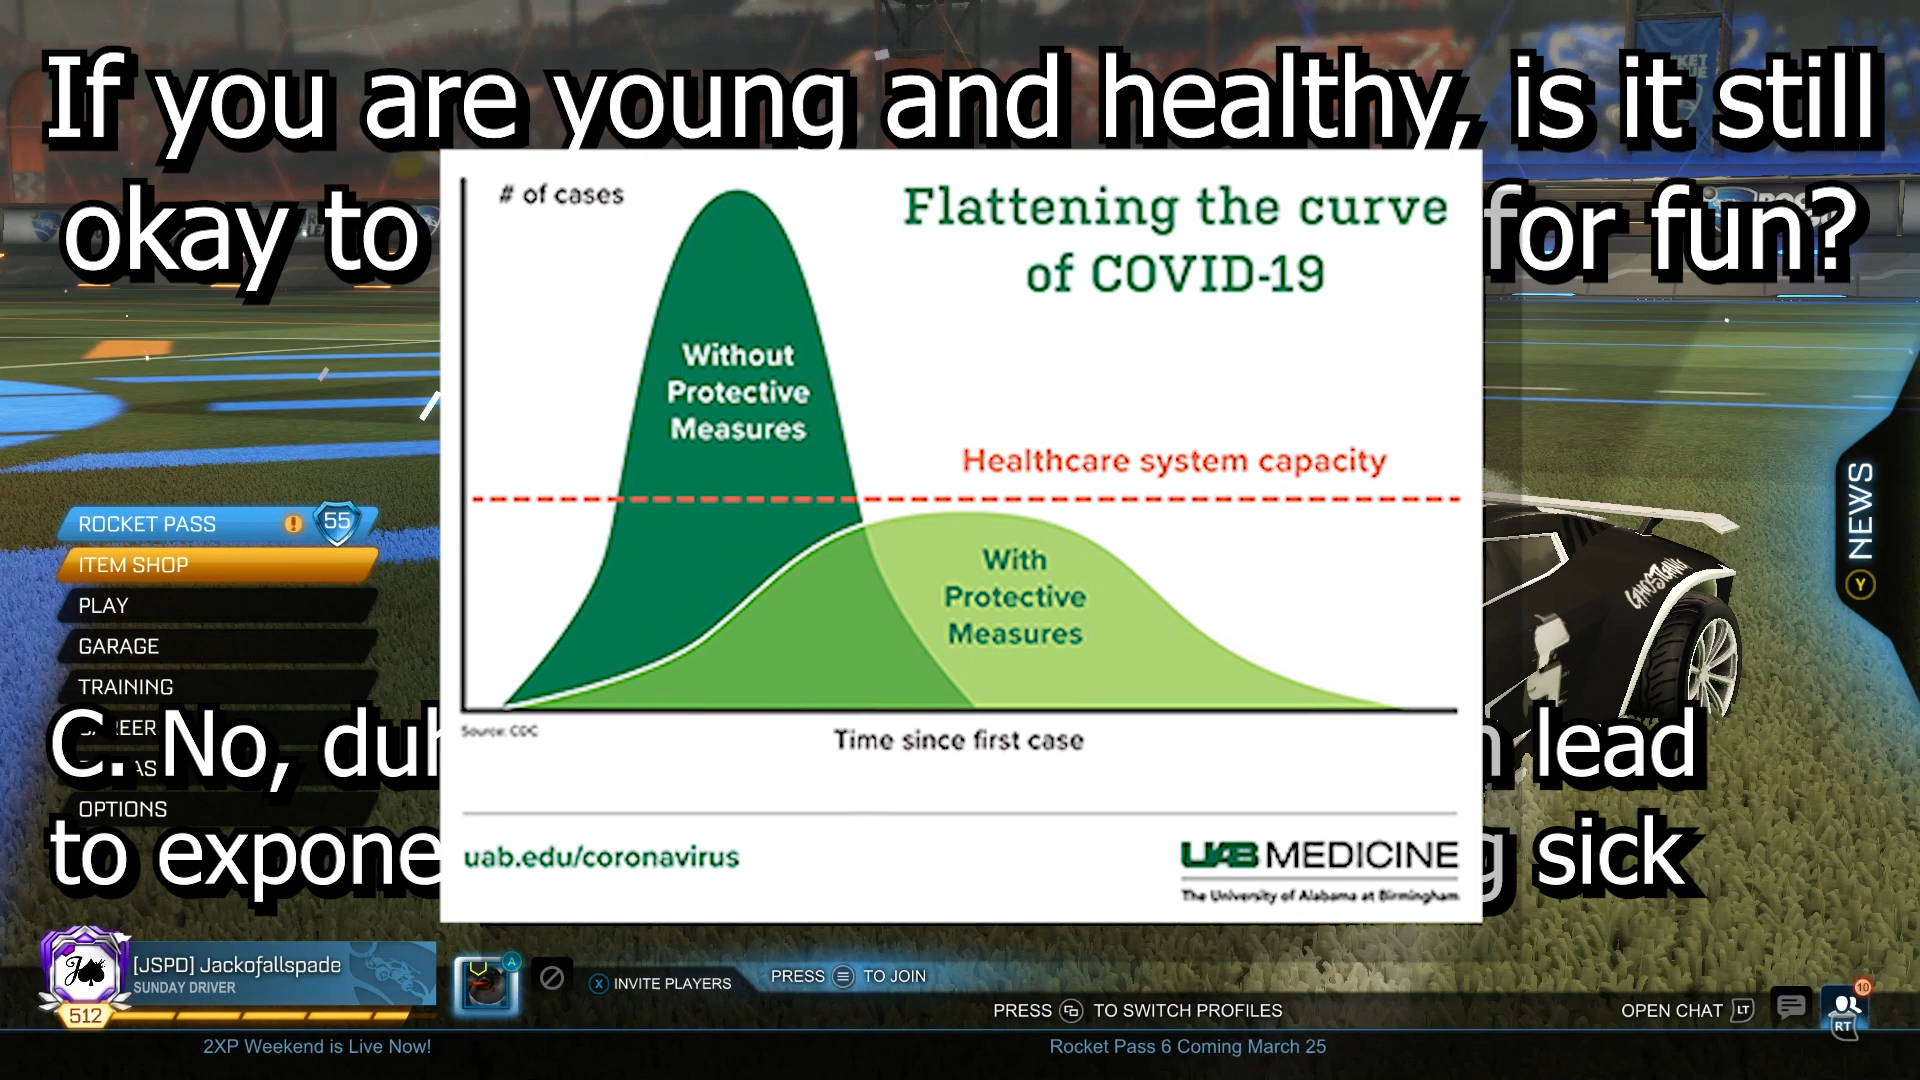 If you are young and healthy, is it still
okay to for fun?
# of cases
Flattening the curve
of COVID-19
Without
Protective
Measures
Healthcare system capacity
With
Protective
Measures
Source: CDC
Time since first case
uab.edu/coronavirus
UAB MEDICINE
The University of Alabama at Birmingham
ROCKET PASS
55
ITEM SHOP
PLAY
GARAGE
TRAINING
OPTIONS
C. No, lead
to sick
NEWS
Y
[JSPD] Jackofallspade
SUNDAY DRIVER
512
A
X INVITE PLAYERS
PRESS TO JOIN
PRESS TO SWITCH PROFILES
OPEN CHAT LT
10
RT
2XP Weekend is Live Now!
Rocket Pass 6 Coming March 25